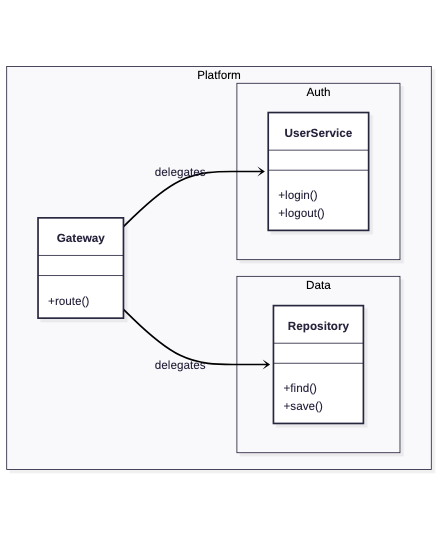 Platform
Auth
UserService
+login()
+logout()
delegates
Gateway
+route()
Data
Repository
+find()
+save()
delegates